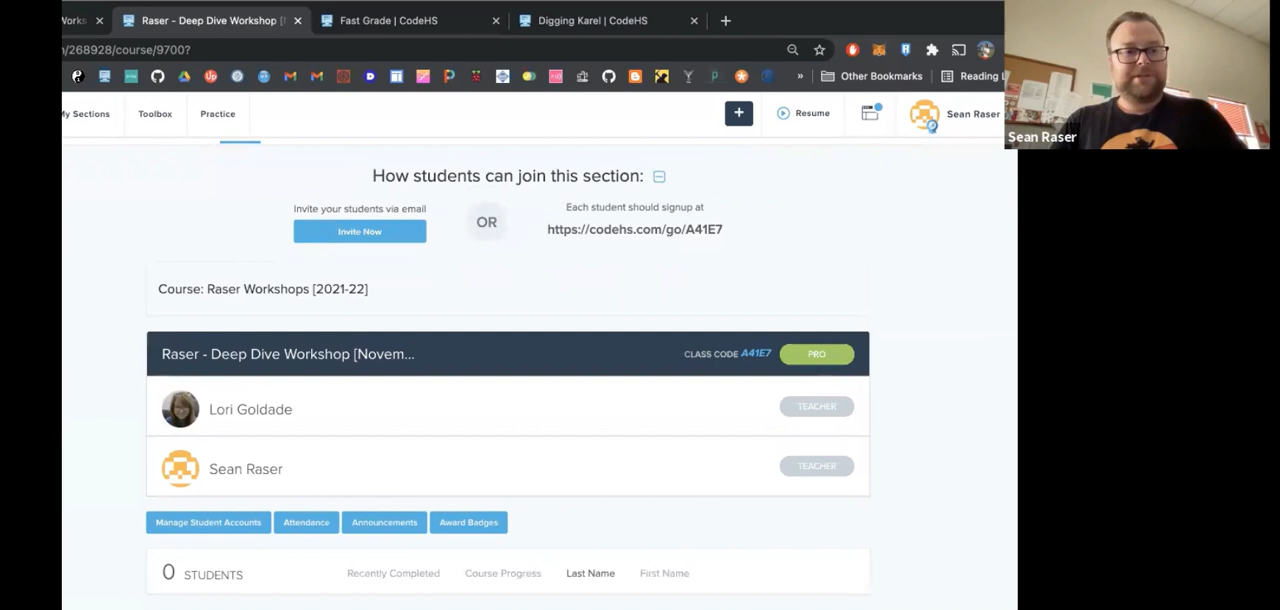 Works
Raser - Deep Dive Workshop [
Fast Grade | CodeHS
Digging Karel | CodeHS
/268928/course/9700?
Other Bookmarks
Reading
My Sections
Toolbox
Practice
Resume
Sean Raser
Sean Raser
How students can join this section:
Invite your students via email
Invite Now
OR
Each student should signup at
https://codehs.com/go/A41E7
Course: Raser Workshops [2021-22]
Raser - Deep Dive Workshop [Novem...
CLASS CODE A41E7
PRO
Lori Goldade
TEACHER
Sean Raser
TEACHER
Manage Student Accounts
Attendance
Announcements
Award Badges
0 STUDENTS
Recently Completed
Course Progress
Last Name
First Name